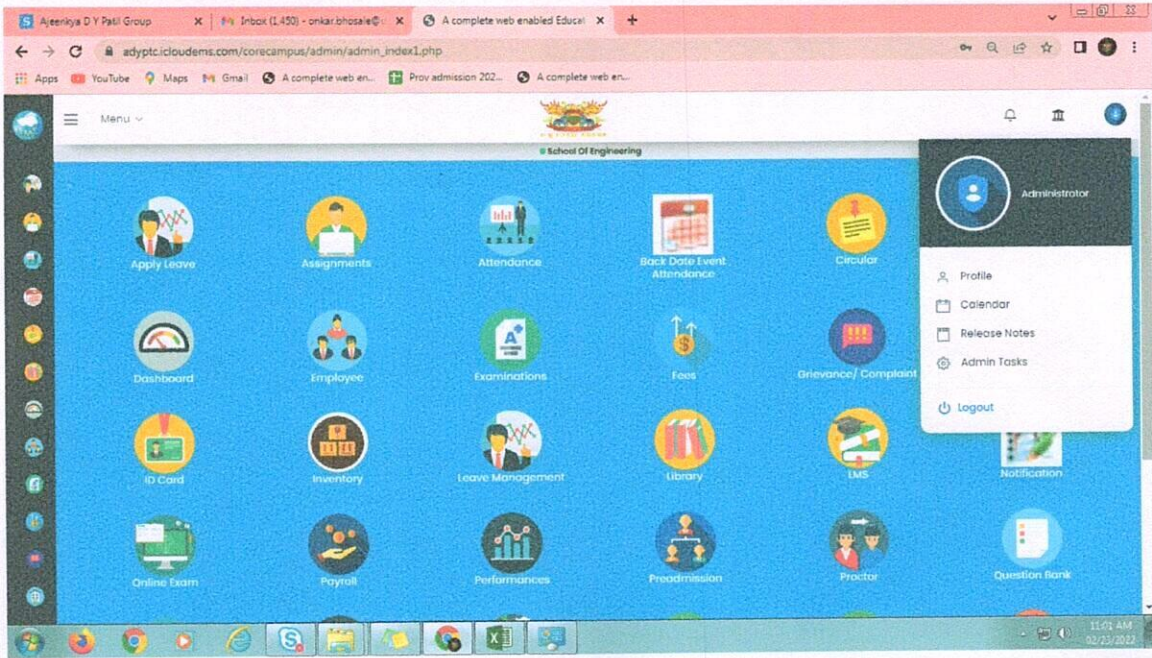 Ajeenkya D Y Patil Group
Inbox (1,450) - onkar.bhosale@
A complete web enabled Educat
adyptc.icloudems.com/corecampus/admin/admin_index1.php
Apps YouTube Maps Gmail A complete web en... Prov admission 202... A complete web en...
Menu
School Of Engineering
Administrator
Apply Leave
Assignments
Attendance
Back Date Event
Attendance
Circular
Profile
Calendar
Release Notes
Admin Tasks
Logout
Dashboard
Employee
Examinations
Fees
Grievance/ Complaint
ID Card
Inventory
Leave Management
Library
LMS
Notification
Online Exam
Payroll
Performances
Preadmission
Proctor
Question Bank
11:01 AM
02/23/2022